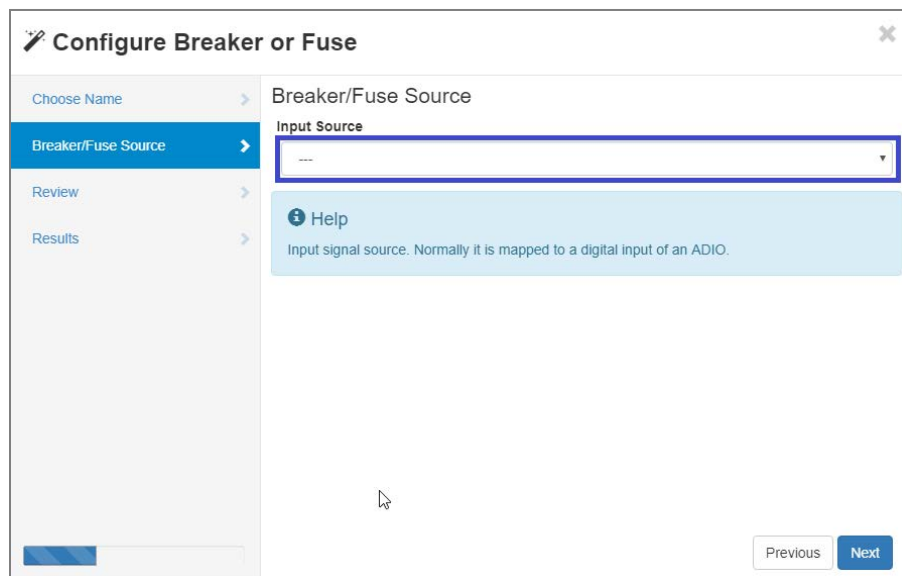 Configure Breaker or Fuse
Choose Name
Breaker/Fuse Source
Review
Results
Breaker/Fuse Source
Input Source
---
Help
Input signal source. Normally it is mapped to a digital input of an ADIO.
Previous
Next